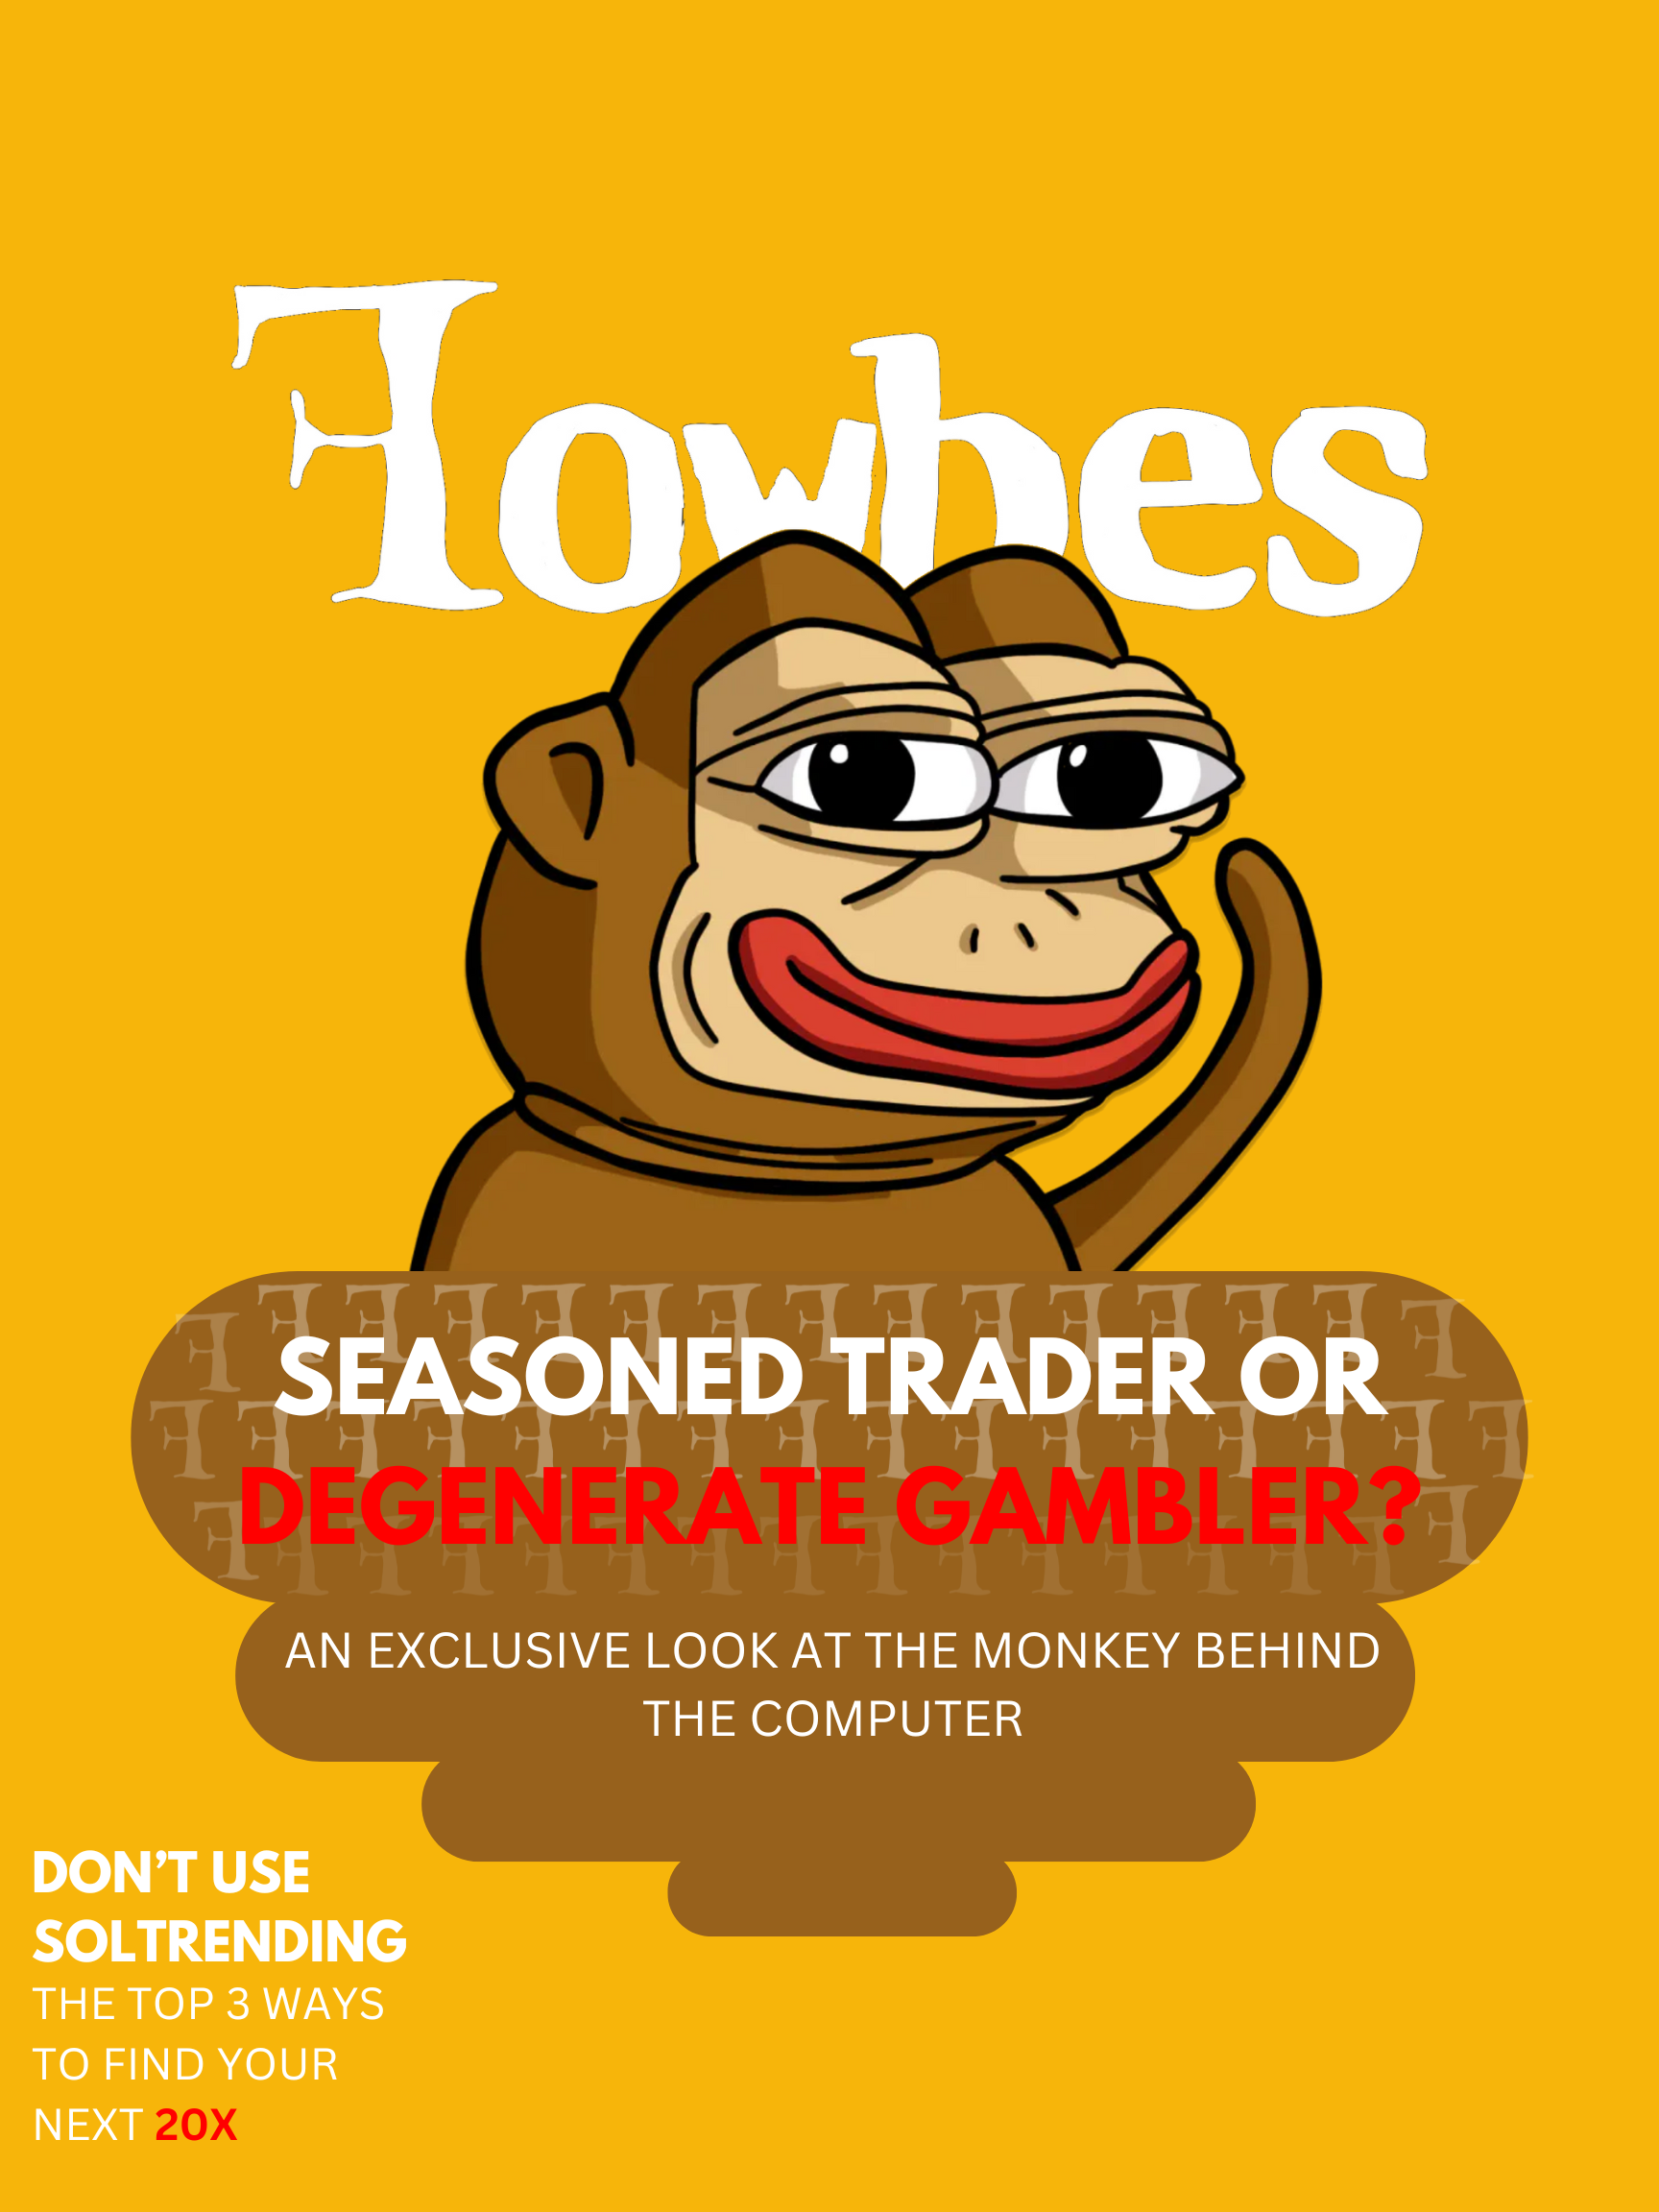 Fowbes
SEASONED TRADER OR
DEGENERATE GAMBLER?
AN EXCLUSIVE LOOK AT THE MONKEY BEHIND
THE COMPUTER
DON'T USE
SOLTRENDING
THE TOP 3 WAYS
TO FIND YOUR
NEXT 20X